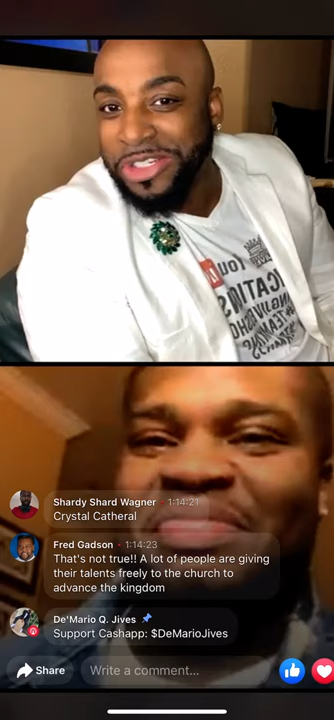 Shardy Shard Wagner • 1:14:21
Crystal Catheral
Fred Gadson • 1:14:23
That's not true!! A lot of people are giving
their talents freely to the church to
advance the kingdom
De'Mario Q. Jives
Support Cashapp: $DeMarioJives
Share
Write a comment...